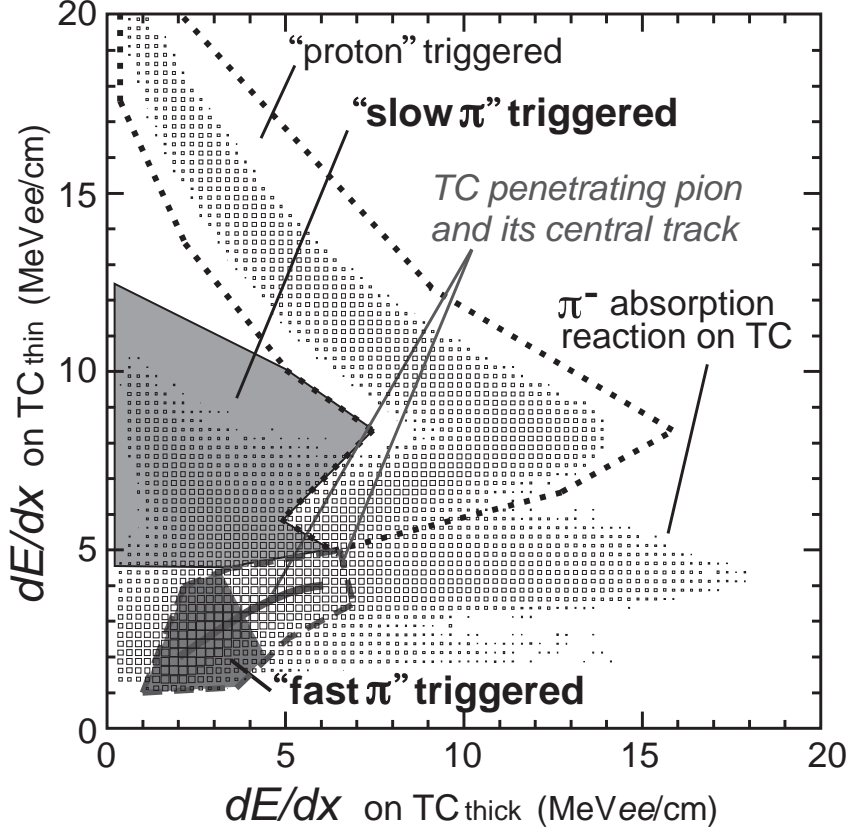 20
15
10
5
0
0 5 10 15 20
dE/dx on TC thin (MeVee/cm)
dE/dx on TC thick (MeVee/cm)
“proton” triggered
“slow π” triggered
TC penetrating pion
and its central track
π- absorption
reaction on TC
“fast π” triggered